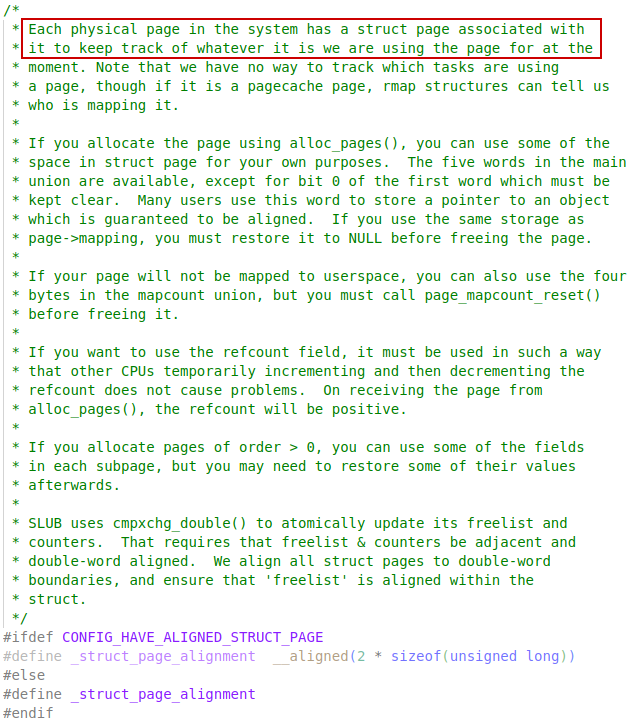 /*
 * Each physical page in the system has a struct page associated with
 * it to keep track of whatever it is we are using the page for at the
 * moment. Note that we have no way to track which tasks are using
 * a page, though if it is a pagecache page, rmap structures can tell us
 * who is mapping it.
 *
 * If you allocate the page using alloc_pages(), you can use some of the
 * space in struct page for your own purposes.  The five words in the main
 * union are available, except for bit 0 of the first word which must be
 * kept clear.  Many users use this word to store a pointer to an object
 * which is guaranteed to be aligned.  If you use the same storage as
 * page->mapping, you must restore it to NULL before freeing the page.
 *
 * If your page will not be mapped to userspace, you can also use the four
 * bytes in the mapcount union, but you must call page_mapcount_reset()
 * before freeing it.
 *
 * If you want to use the refcount field, it must be used in such a way
 * that other CPUs temporarily incrementing and then decrementing the
 * refcount does not cause problems.  On receiving the page from
 * alloc_pages(), the refcount will be positive.
 *
 * If you allocate pages of order > 0, you can use some of the fields
 * in each subpage, but you may need to restore some of their values
 * afterwards.
 *
 * SLUB uses cmpxchg_double() to atomically update its freelist and
 * counters.  That requires that freelist & counters be adjacent and
 * double-word aligned.  We align all struct pages to double-word
 * boundaries, and ensure that 'freelist' is aligned within the
 * struct.
 */
#ifdef CONFIG_HAVE_ALIGNED_STRUCT_PAGE
#define _struct_page_alignment  __aligned(2 * sizeof(unsigned long))
#else
#define _struct_page_alignment
#endif